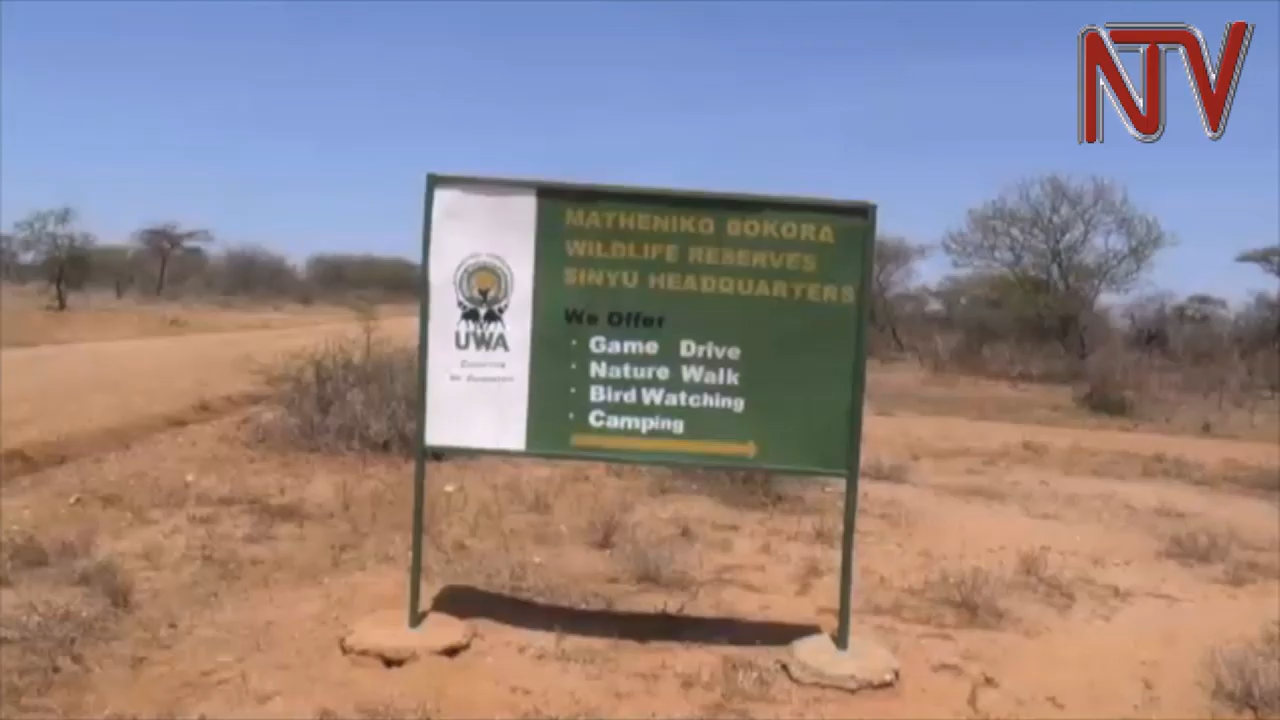 NTV
MATHENIKO BOKORA
WILDLIFE RESERVES
SINYU HEADQUARTERS
We Offer
· Game Drive
· Nature Walk
· Bird Watching
· Camping
UWA